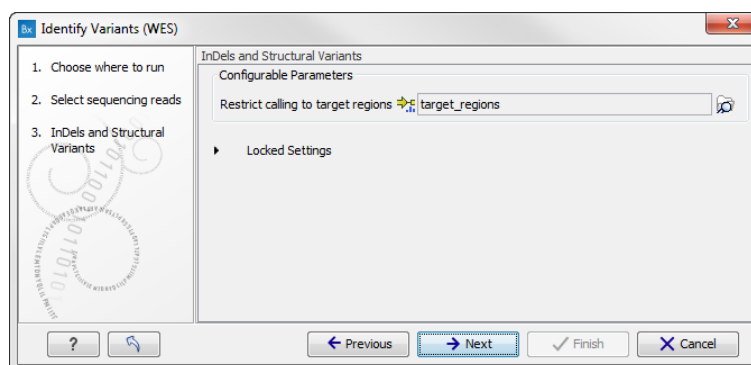 Bx Identify Variants (WES)
InDels and Structural Variants
1. Choose where to run
2. Select sequencing reads
3. InDels and Structural
Variants
Configurable Parameters
Restrict calling to target regions target_regions
Locked Settings
? Previous Next Finish Cancel